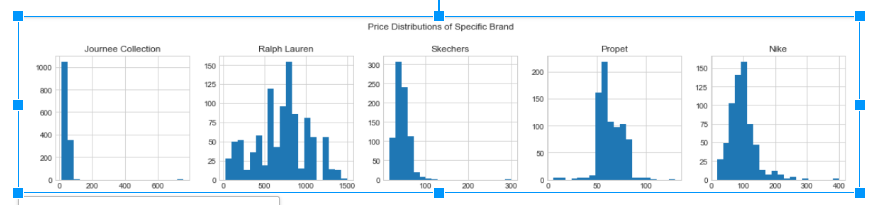 Price Distributions of Specific Brand
Journee Collection
Ralph Lauren
Skechers
Propet
Nike
1000
800
600
400
200
0
0 200 400 600
150
125
100
75
50
25
0
0 500 1000 1500
300
250
200
150
100
50
0
100 200 300
200
150
100
50
0
0 50 100
150
125
100
75
50
25
0
0 100 200 300 400